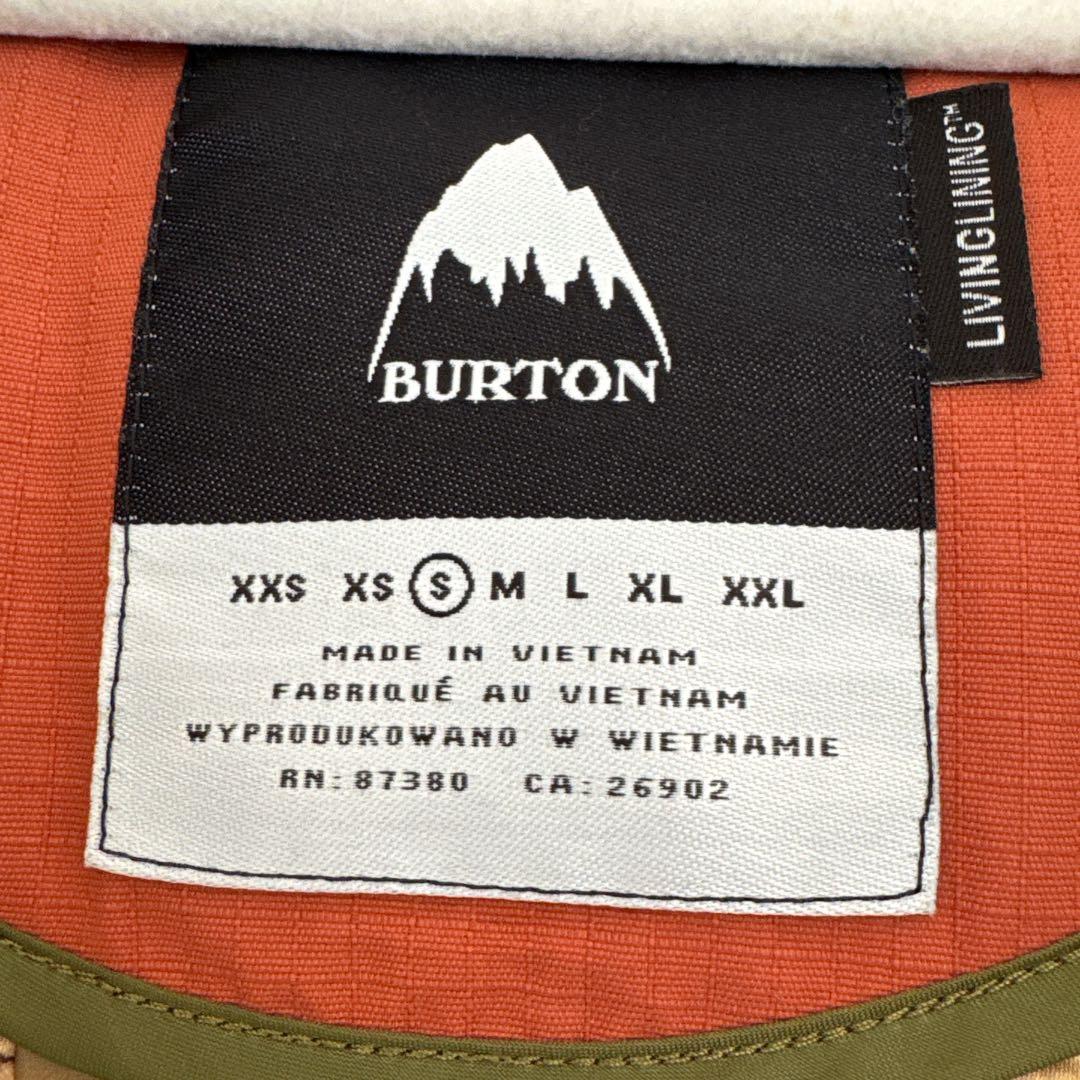 BURTON
LIVINGLINING™
XXS XS S M L XL XXL
MADE IN VIETNAM
FABRIQUÉ AU VIETNAM
WYPRODUKOWANO W WIETNAMIE
RN: 87380 CA: 26902